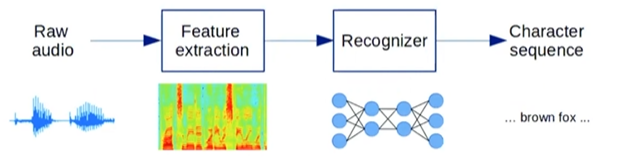 Raw
audio
Feature
extraction
Recognizer
Character
sequence
... brown fox ...